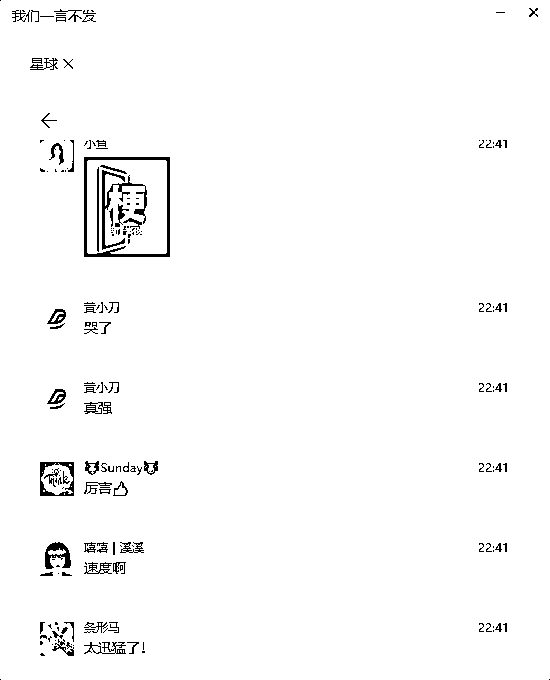 我们一言不发
星球 ×
小鱼
22:41
梗
萱小刀
22:41
哭了
萱小刀
22:41
真强
Sunday
22:41
厉害
嘻嘻 | 溪溪
22:41
速度啊
条形马
22:41
太迅猛了!